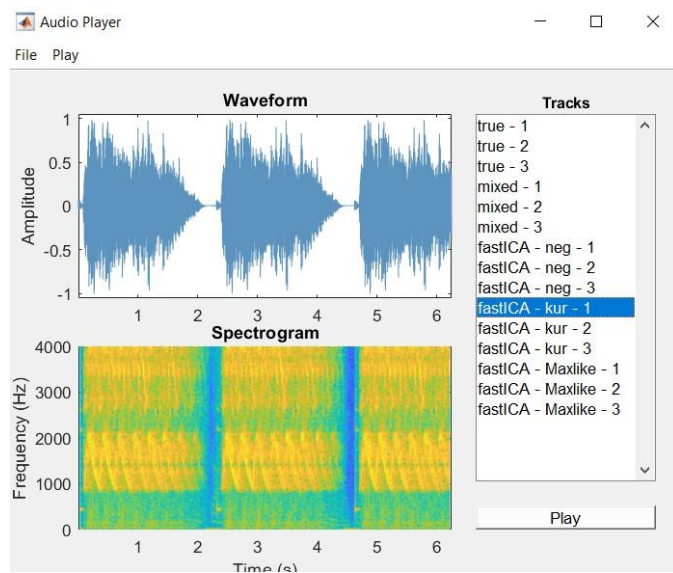 Audio Player
File Play
Waveform
1
0.5
0
-0.5
-1
Amplitude
1 2 3 4 5 6
Spectrogram
4000
3000
2000
1000
0
Frequency (Hz)
1 2 3 4 5 6
Time (s)
Tracks
true - 1
true - 2
true - 3
mixed - 1
mixed - 2
mixed - 3
fastICA - neg - 1
fastICA - neg - 2
fastICA - neg - 3
fastICA - kur - 1
fastICA - kur - 2
fastICA - kur - 3
fastICA - Maxlike - 1
fastICA - Maxlike - 2
fastICA - Maxlike - 3
Play